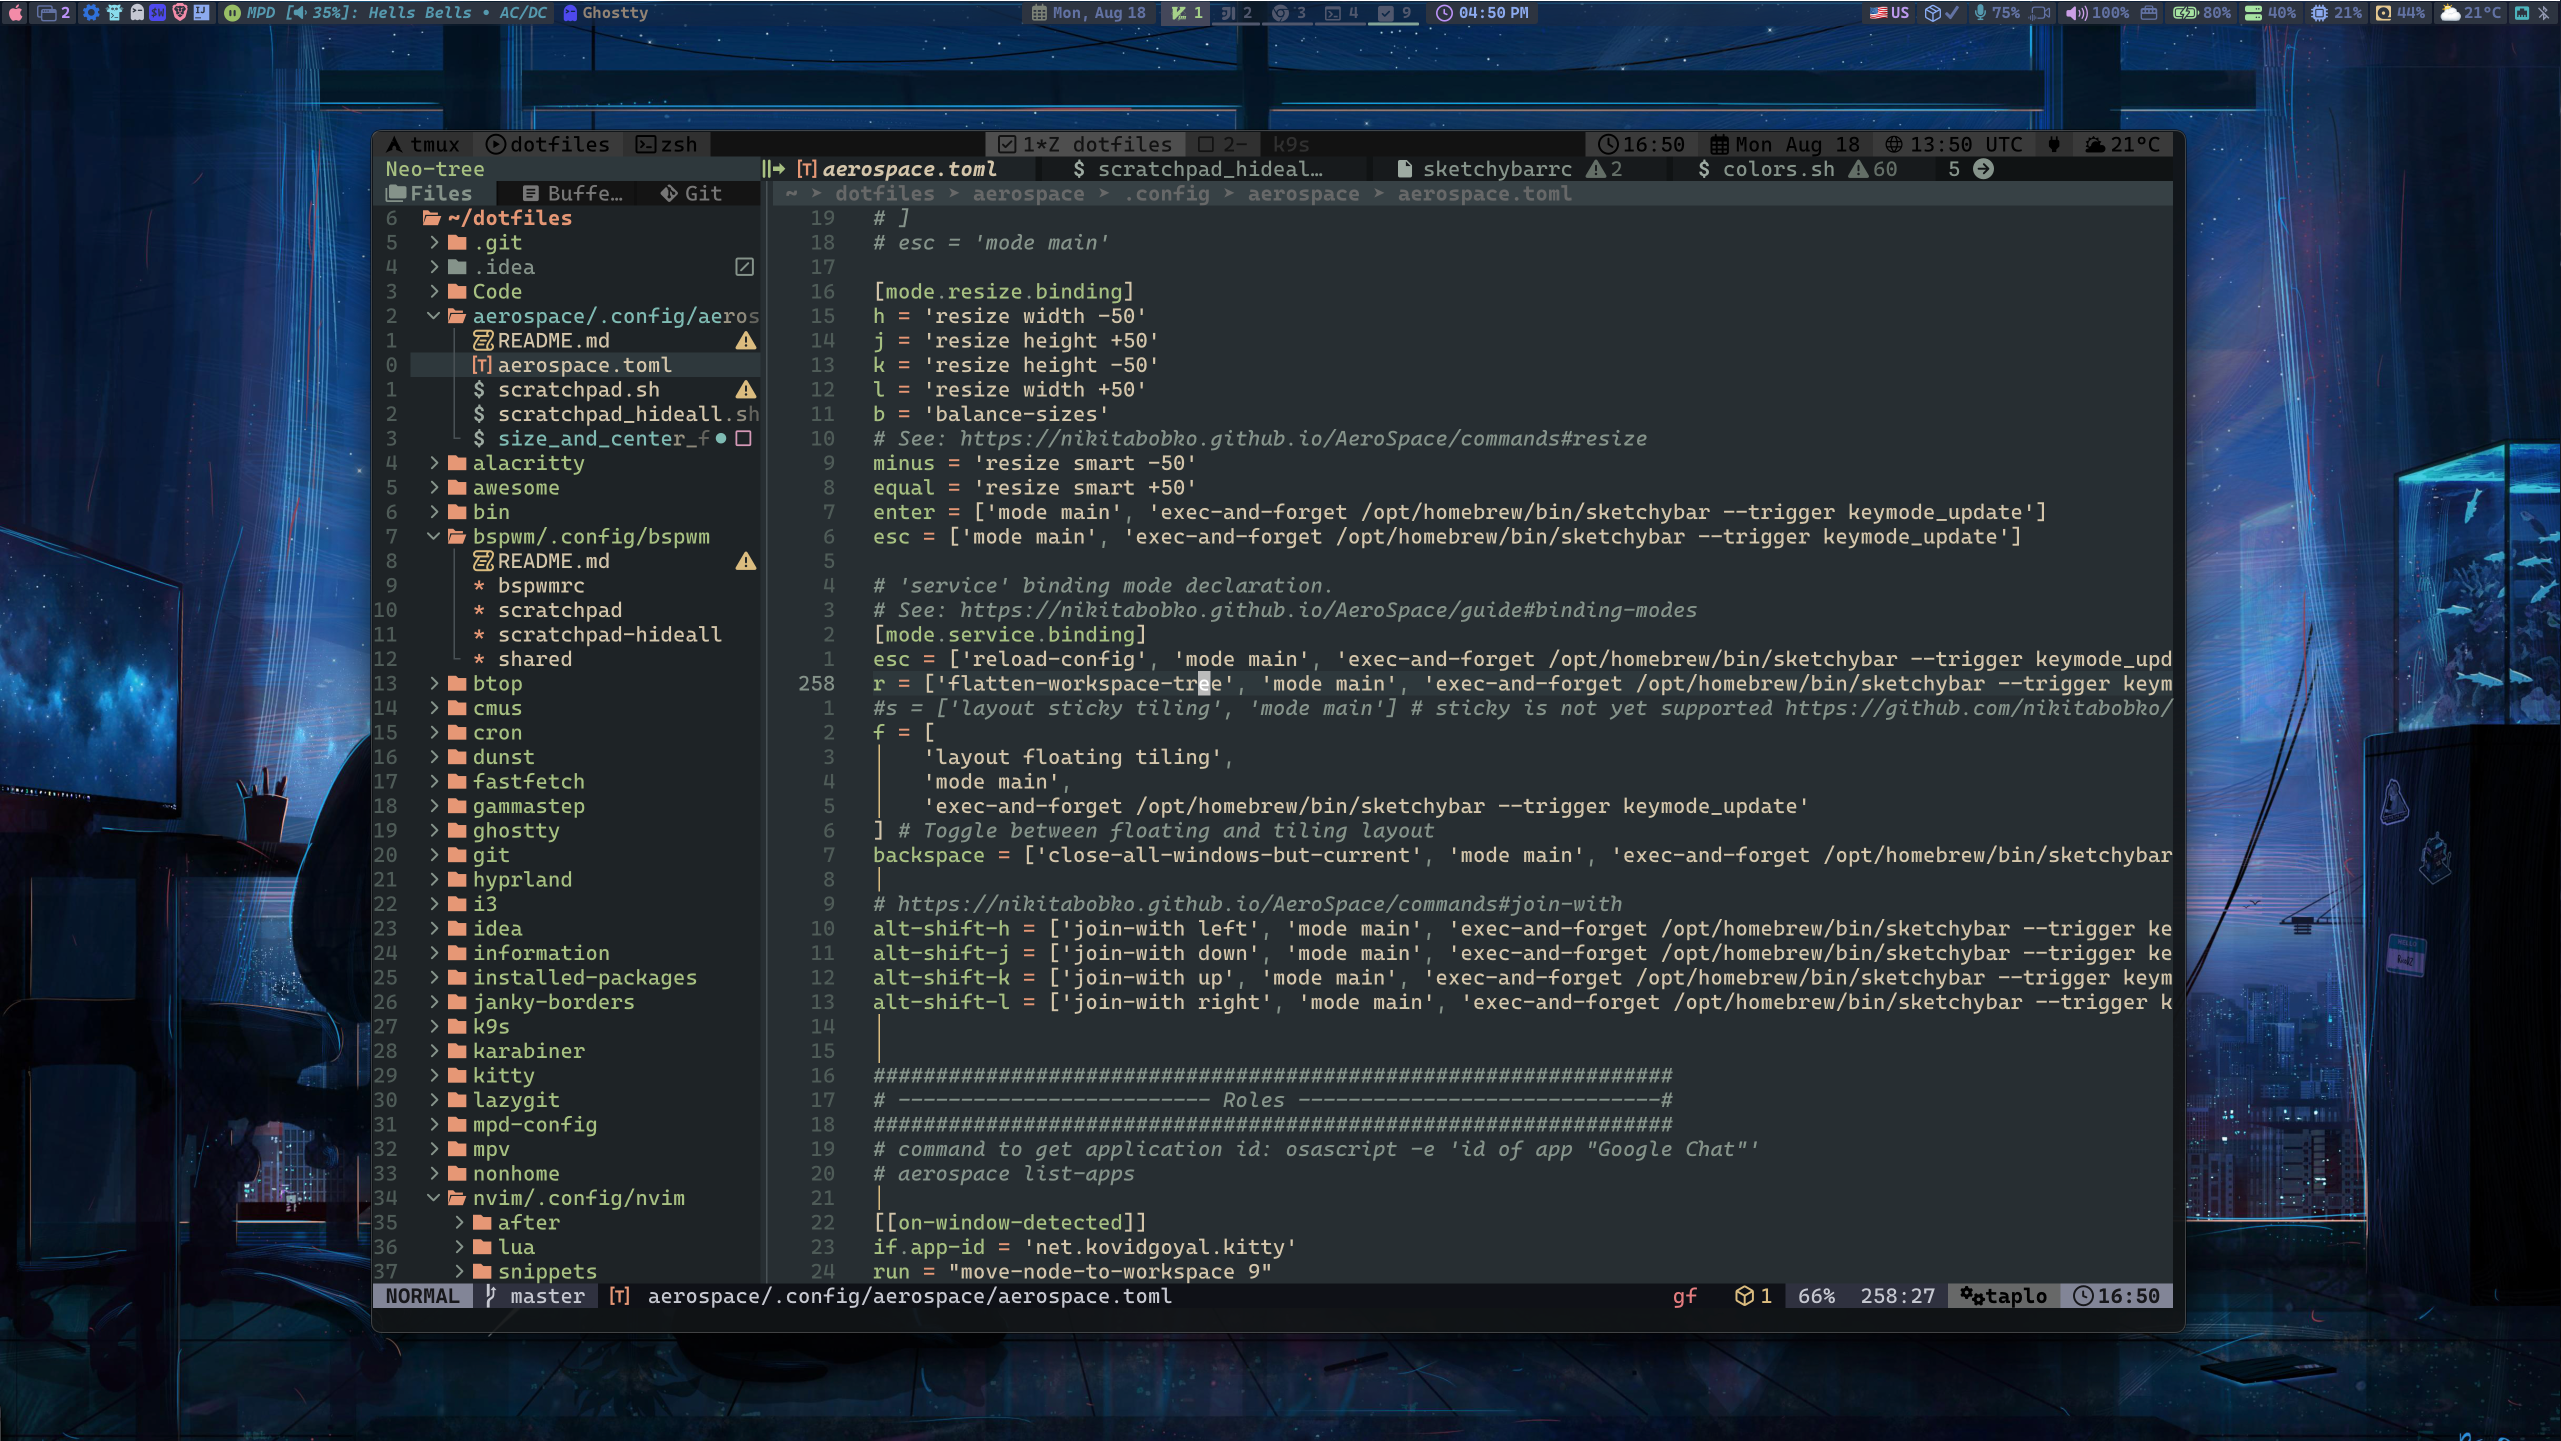 2 SW IJ MPD [35%]: Hells Bells • AC/DC Ghostty Mon, Aug 18 1 2 3 4 9 04:50 PM US 75% 100% 80% 40% 21% 44% 21°C
tmux dotfiles zsh 1*Z dotfiles 2- k9s 16:50 Mon Aug 18 13:50 UTC 21°C
Neo-tree [T] aerospace.toml $ scratchpad_hideal… sketchybarrc 2 $ colors.sh 60 5
Files Buffe… Git ~ ➤ dotfiles ➤ aerospace ➤ .config ➤ aerospace ➤ aerospace.toml
6 ~/dotfiles 19 # ]
5 .git 18 # esc = 'mode main'
4 .idea 17
3 Code 16 [mode.resize.binding]
2 aerospace/.config/aeros 15 h = 'resize width -50'
1 README.md 14 j = 'resize height +50'
0 [T] aerospace.toml 13 k = 'resize height -50'
1 $ scratchpad.sh 12 l = 'resize width +50'
2 $ scratchpad_hideall.sh 11 b = 'balance-sizes'
3 $ size_and_center_f 10 # See: https://nikitabobko.github.io/AeroSpace/commands#resize
4 alacritty 9 minus = 'resize smart -50'
5 awesome 8 equal = 'resize smart +50'
6 bin 7 enter = ['mode main', 'exec-and-forget /opt/homebrew/bin/sketchybar --trigger keymode_update']
7 bspwm/.config/bspwm 6 esc = ['mode main', 'exec-and-forget /opt/homebrew/bin/sketchybar --trigger keymode_update']
8 README.md 5
9 * bspwmrc 4 # 'service' binding mode declaration.
10 * scratchpad 3 # See: https://nikitabobko.github.io/AeroSpace/guide#binding-modes
11 * scratchpad-hideall 2 [mode.service.binding]
12 * shared 1 esc = ['reload-config', 'mode main', 'exec-and-forget /opt/homebrew/bin/sketchybar --trigger keymode_upd
13 btop 258 r = ['flatten-workspace-tree', 'mode main', 'exec-and-forget /opt/homebrew/bin/sketchybar --trigger keym
14 cmus 1 #s = ['layout sticky tiling', 'mode main'] # sticky is not yet supported https://github.com/nikitabobko/
15 cron 2 f = [
16 dunst 3 'layout floating tiling',
17 fastfetch 4 'mode main',
18 gammastep 5 'exec-and-forget /opt/homebrew/bin/sketchybar --trigger keymode_update'
19 ghostty 6 ] # Toggle between floating and tiling layout
20 git 7 backspace = ['close-all-windows-but-current', 'mode main', 'exec-and-forget /opt/homebrew/bin/sketchybar
21 hyprland 8
22 i3 9 # https://nikitabobko.github.io/AeroSpace/commands#join-with
23 idea 10 alt-shift-h = ['join-with left', 'mode main', 'exec-and-forget /opt/homebrew/bin/sketchybar --trigger ke
24 information 11 alt-shift-j = ['join-with down', 'mode main', 'exec-and-forget /opt/homebrew/bin/sketchybar --trigger ke
25 installed-packages 12 alt-shift-k = ['join-with up', 'mode main', 'exec-and-forget /opt/homebrew/bin/sketchybar --trigger keym
26 janky-borders 13 alt-shift-l = ['join-with right', 'mode main', 'exec-and-forget /opt/homebrew/bin/sketchybar --trigger k
27 k9s 14
28 karabiner 15
29 kitty 16 ################################################################
30 lazygit 17 # ------------------------- Roles -----------------------------#
31 mpd-config 18 ################################################################
32 mpv 19 # command to get application id: osascript -e 'id of app "Google Chat"'
33 nonhome 20 # aerospace list-apps
34 nvim/.config/nvim 21
35 after 22 [[on-window-detected]]
36 lua 23 if.app-id = 'net.kovidgoyal.kitty'
37 snippets 24 run = "move-node-to-workspace 9"
NORMAL master [T] aerospace/.config/aerospace/aerospace.toml gf 1 66% 258:27 taplo 16:50
HELLO